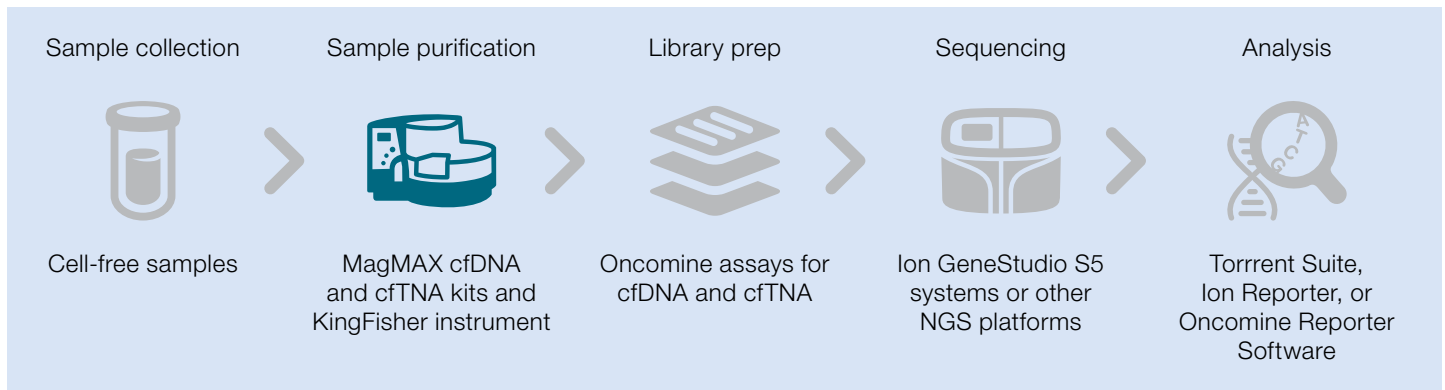 Sample collection
Sample purification
Library prep
Sequencing
Analysis
A
T
C
G
Cell-free samples
MagMAX cfDNA
and cfTNA kits and
KingFisher instrument
Oncomine assays for
cfDNA and cfTNA
Ion GeneStudio S5
systems or other
NGS platforms
Torrrent Suite,
Ion Reporter, or
Oncomine Reporter
Software